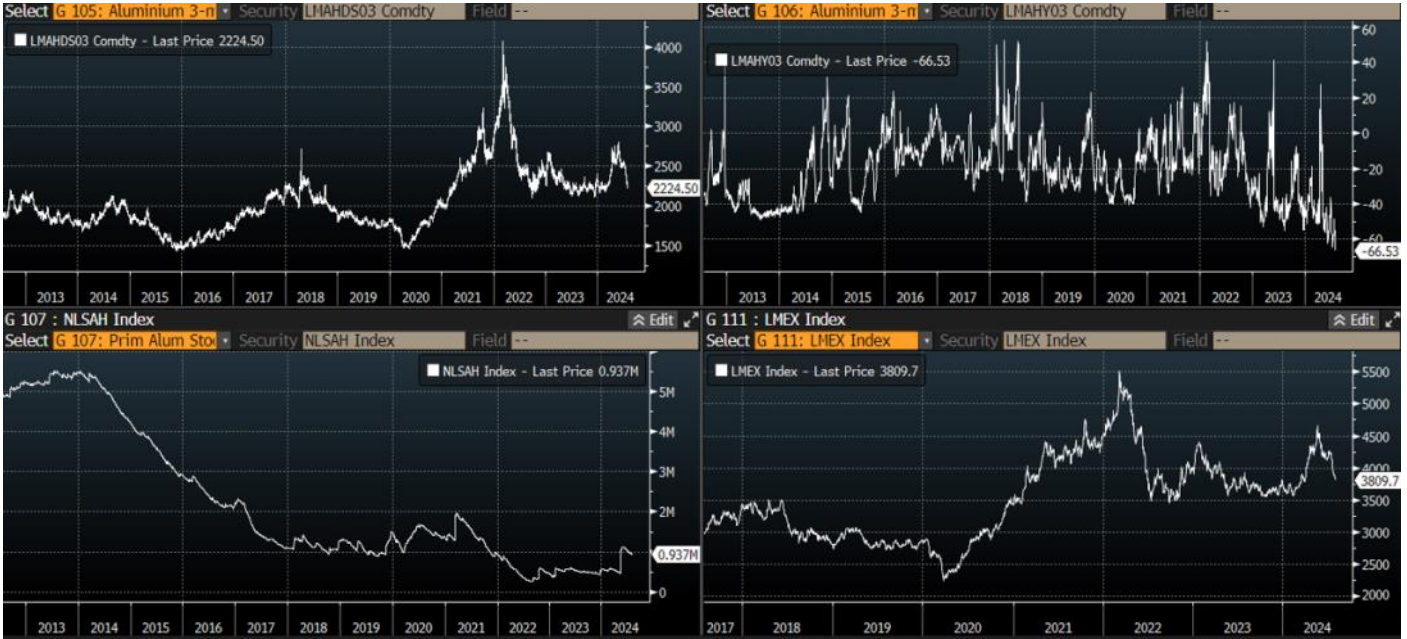 Select G 105: Aluminium 3-m Security LMAHDS03 Comdty Field --
LMAHDS03 Comdty - Last Price 2224.50
4000
3500
3000
2500
2224.50
2000
1500
2013 2014 2015 2016 2017 2018 2019 2020 2021 2022 2023 2024
Select G 106: Aluminium 3-m Security LMAHY03 Comdty Field --
LMAHY03 Comdty - Last Price -66.53
60
40
20
0
-20
-40
-60
-66.53
2013 2014 2015 2016 2017 2018 2019 2020 2021 2022 2023 2024
G 107 : NLSAH Index Edit
Select G 107: Prim Alum Sto Security NLSAH Index Field --
NLSAH Index - Last Price 0.937M
5M
4M
3M
2M
0.937M
0
2013 2014 2015 2016 2017 2018 2019 2020 2021 2022 2023 2024
G 111 : LMEX Index Edit
Select G 111: LMEX Index Security LMEX Index Field --
LMEX Index - Last Price 3809.7
5500
5000
4500
4000
3809.7
3500
3000
2500
2000
2017 2018 2019 2020 2021 2022 2023 2024